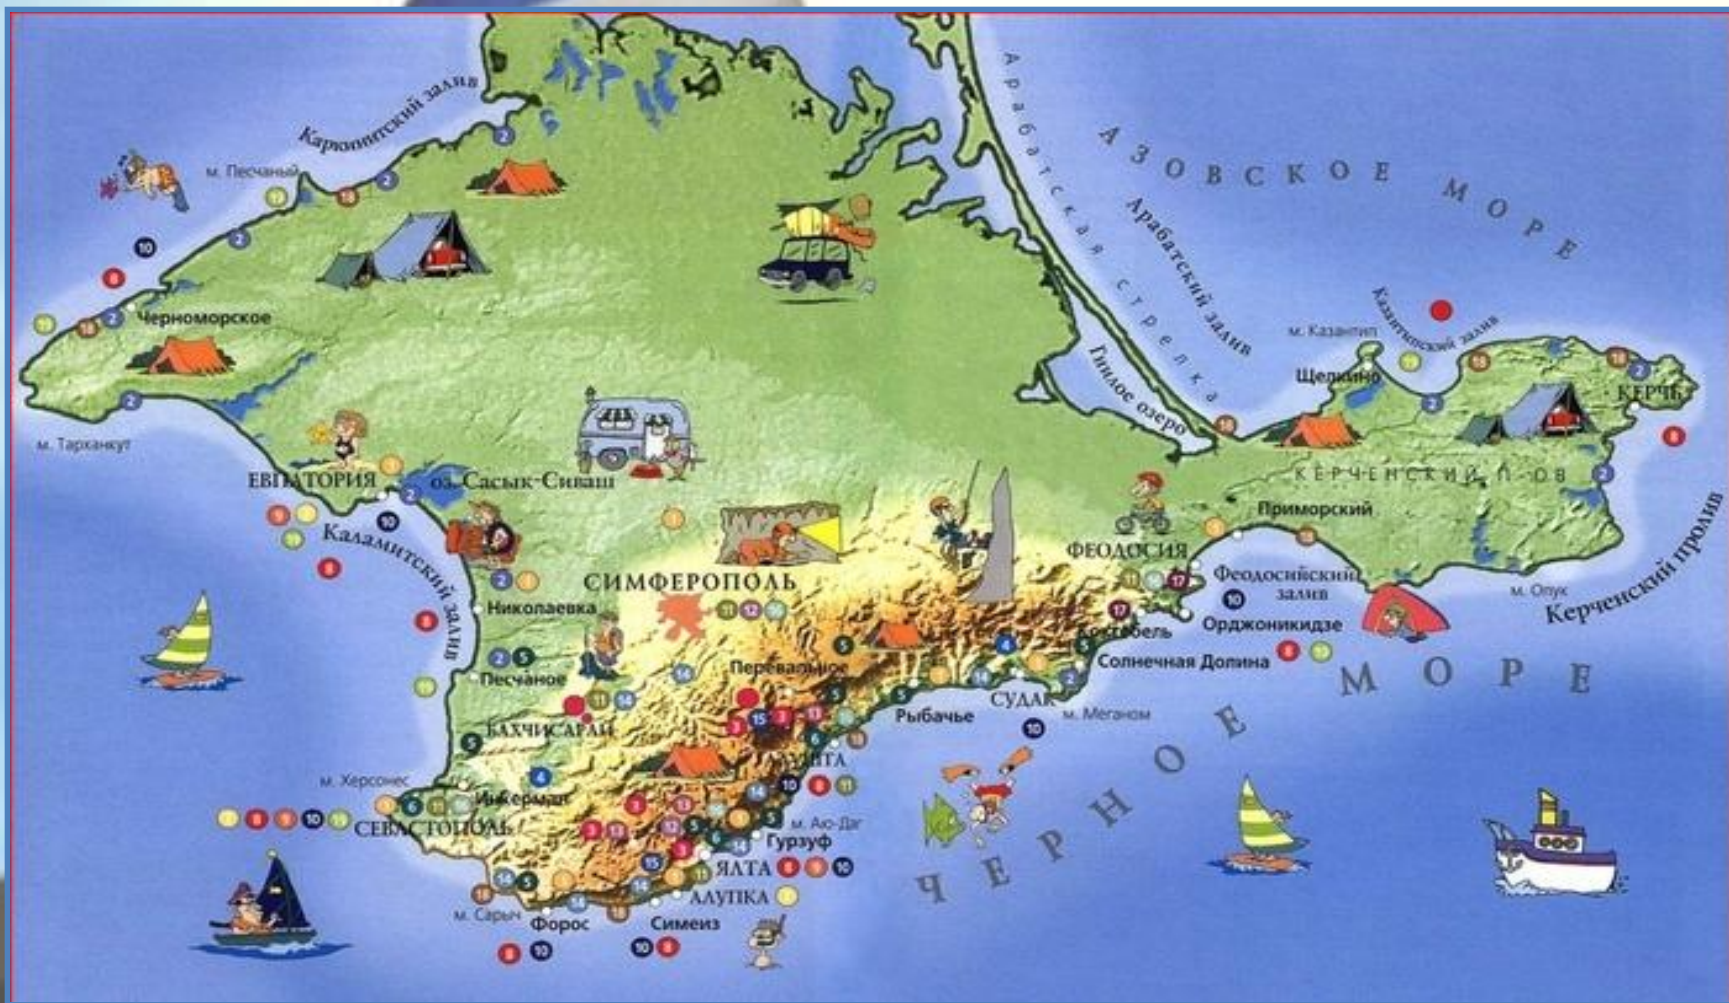 Каркинитский залив
м. Песчаный
Арабатская стрелка
АЗОВСКОЕ МОРЕ
Арабатский залив
Казантипский залив
м. Казантип
Щелкино
КЕРЧЬ
Черноморское
Гнилое озеро
м. Тарханкут
ЕВПАТОРИЯ
оз. Сасык-Сиваш
КЕРЧЕНСКИЙ П-ОВ
Приморский
Каламитский залив
ФЕОДОСИЯ
Феодосийский
залив
м. Опук
Керченский пролив
СИМФЕРОПОЛЬ
Николаевка
Орджоникидзе
Коктебель
Солнечная Долина
Перевальное
Песчаное
СУДАК
Рыбачье
м. Меганом
ЧЕРНОЕ МОРЕ
БАХЧИСАРАЙ
АЛУШТА
м. Херсонес
Инкерман
СЕВАСТОПОЛЬ
м. Аю-Даг
Гурзуф
ЯЛТА
АЛУПКА
м. Сарыч
Форос
Симеиз